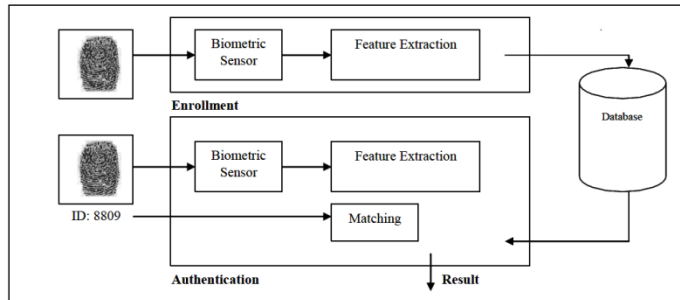 Biometric
Sensor
Feature Extraction
Enrollment
Database
Biometric
Sensor
Feature Extraction
ID: 8809
Matching
Authentication
Result